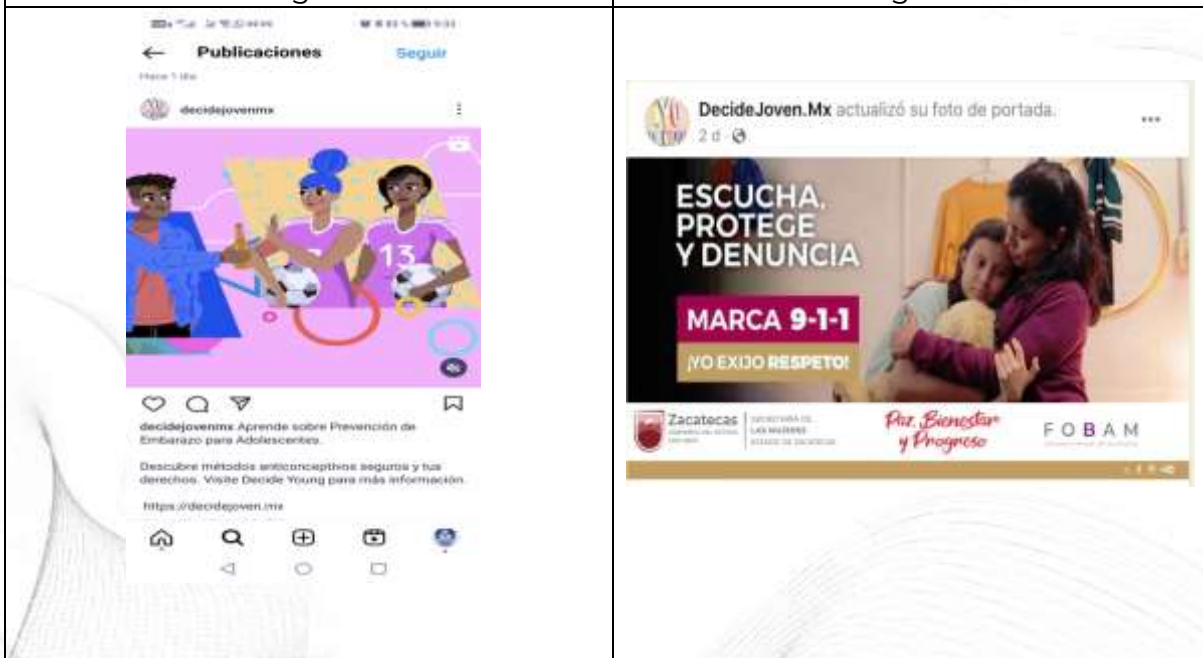 Publicaciones
Seguir
Hace 1 día
decidejovenmx
13
decidejovenmx Aprende sobre Prevención de
Embarazo para Adolescentes.
Descubre métodos anticonceptivos seguros y tus
derechos. Visite Decide Young para más información.
https://decidejoven.mx
DecideJoven.Mx actualizó su foto de portada.
2 d
ESCUCHA,
PROTEGE
Y DENUNCIA
MARCA 9-1-1
¡YO EXIJO RESPETO!
Zacatecas
SECRETARÍA DE
LAS MUJERES
Paz, Bienestar
y Progreso
FOBAM